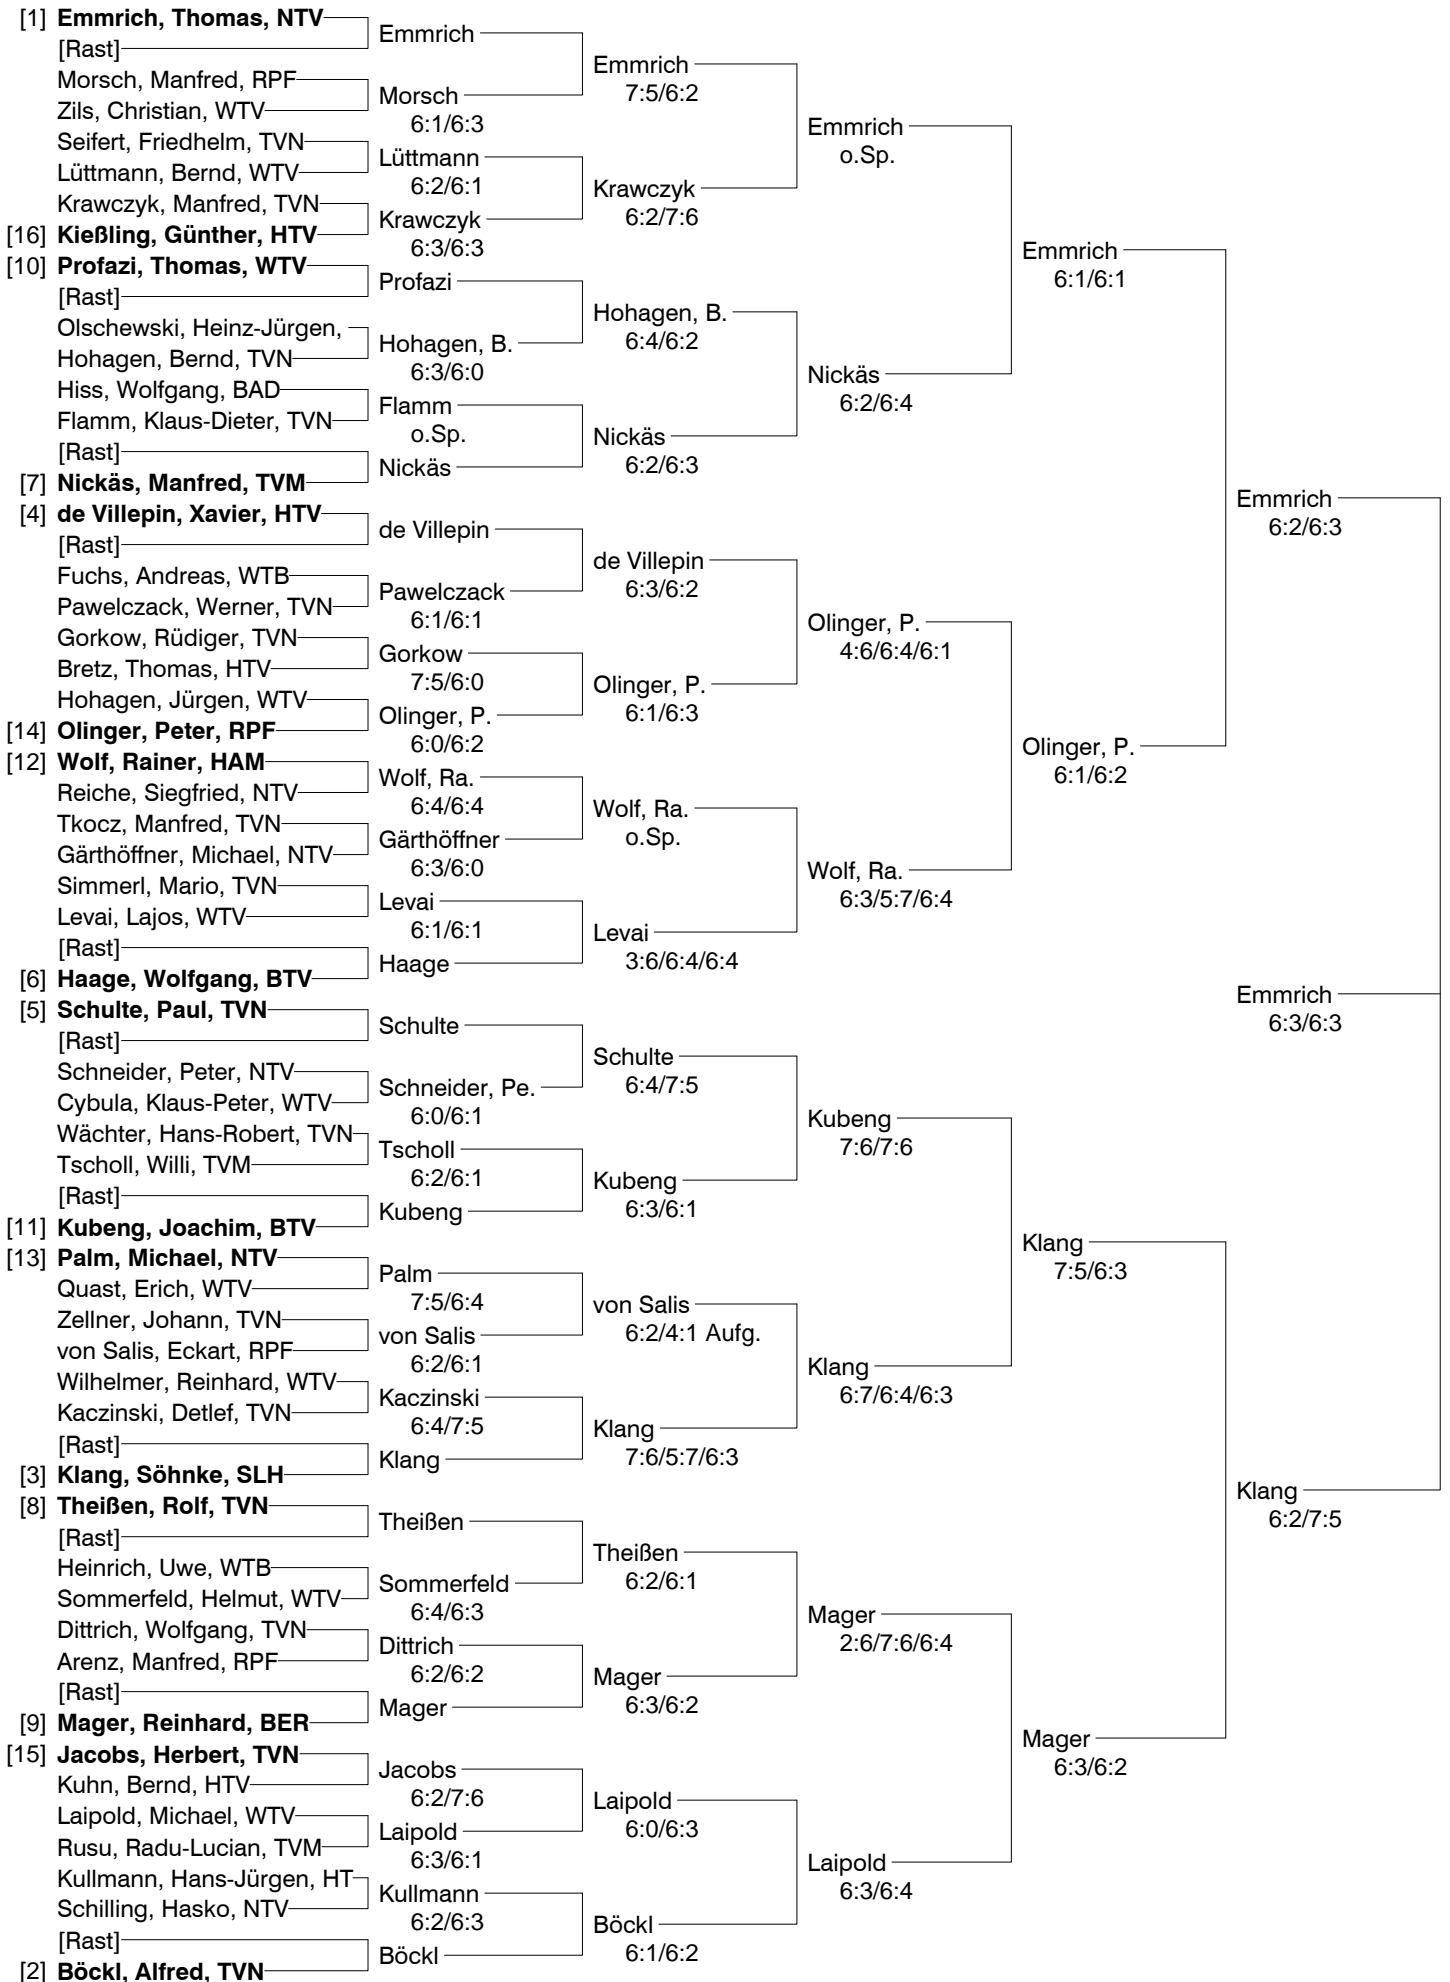 [1] Emmrich, Thomas, NTV
[Rast]
Morsch, Manfred, RPF
Zils, Christian, WTV
Seifert, Friedhelm, TVN
Lüttmann, Bernd, WTV
Krawczyk, Manfred, TVN
[16] Kießling, Günther, HTV
[10] Profazi, Thomas, WTV
[Rast]
Olschewski, Heinz-Jürgen,
Hohagen, Bernd, TVN
Hiss, Wolfgang, BAD
Flamm, Klaus-Dieter, TVN
[Rast]
[7] Nickäs, Manfred, TVM
[4] de Villepin, Xavier, HTV
[Rast]
Fuchs, Andreas, WTB
Pawelczack, Werner, TVN
Gorkow, Rüdiger, TVN
Bretz, Thomas, HTV
Hohagen, Jürgen, WTV
[14] Olinger, Peter, RPF
[12] Wolf, Rainer, HAM
Reiche, Siegfried, NTV
Tkocz, Manfred, TVN
Gärthöffner, Michael, NTV
Simmerl, Mario, TVN
Levai, Lajos, WTV
[Rast]
[6] Haage, Wolfgang, BTV
[5] Schulte, Paul, TVN
[Rast]
Schneider, Peter, NTV
Cybula, Klaus-Peter, WTV
Wächter, Hans-Robert, TVN
Tscholl, Willi, TVM
[Rast]
[11] Kubeng, Joachim, BTV
[13] Palm, Michael, NTV
Quast, Erich, WTV
Zellner, Johann, TVN
von Salis, Eckart, RPF
Wilhelmer, Reinhard, WTV
Kaczinski, Detlef, TVN
[Rast]
[3] Klang, Söhnke, SLH
[8] Theißen, Rolf, TVN
[Rast]
Heinrich, Uwe, WTB
Sommerfeld, Helmut, WTV
Dittrich, Wolfgang, TVN
Arenz, Manfred, RPF
[Rast]
[9] Mager, Reinhard, BER
[15] Jacobs, Herbert, TVN
Kuhn, Bernd, HTV
Laipold, Michael, WTV
Rusu, Radu-Lucian, TVM
Kullmann, Hans-Jürgen, HT
Schilling, Hasko, NTV
[Rast]
[2] Böckl, Alfred, TVN
Emmrich
Morsch
6:1/6:3
Lüttmann
6:2/6:1
Krawczyk
6:3/6:3
Profazi
Hohagen, B.
6:3/6:0
Flamm
o.Sp.
Nickäs
de Villepin
Pawelczack
6:1/6:1
Gorkow
7:5/6:0
Olinger, P.
6:0/6:2
Wolf, Ra.
6:4/6:4
Gärthöffner
6:3/6:0
Levai
6:1/6:1
Haage
Schulte
Schneider, Pe.
6:0/6:1
Tscholl
6:2/6:1
Kubeng
Palm
7:5/6:4
von Salis
6:2/6:1
Kaczinski
6:4/7:5
Klang
Theißen
Sommerfeld
6:4/6:3
Dittrich
6:2/6:2
Mager
Jacobs
6:2/7:6
Laipold
6:3/6:1
Kullmann
6:2/6:3
Böckl
Emmrich
7:5/6:2
Krawczyk
6:2/7:6
Hohagen, B.
6:4/6:2
Nickäs
6:2/6:3
de Villepin
6:3/6:2
Olinger, P.
6:1/6:3
Wolf, Ra.
o.Sp.
Levai
3:6/6:4/6:4
Schulte
6:4/7:5
Kubeng
6:3/6:1
von Salis
6:2/4:1 Aufg.
Klang
7:6/5:7/6:3
Theißen
6:2/6:1
Mager
6:3/6:2
Laipold
6:0/6:3
Böckl
6:1/6:2
Emmrich
o.Sp.
Nickäs
6:2/6:4
Olinger, P.
4:6/6:4/6:1
Wolf, Ra.
6:3/5:7/6:4
Kubeng
7:6/7:6
Klang
6:7/6:4/6:3
Mager
2:6/7:6/6:4
Laipold
6:3/6:4
Emmrich
6:1/6:1
Olinger, P.
6:1/6:2
Klang
7:5/6:3
Mager
6:3/6:2
Emmrich
6:2/6:3
Emmrich
6:3/6:3
Klang
6:2/7:5